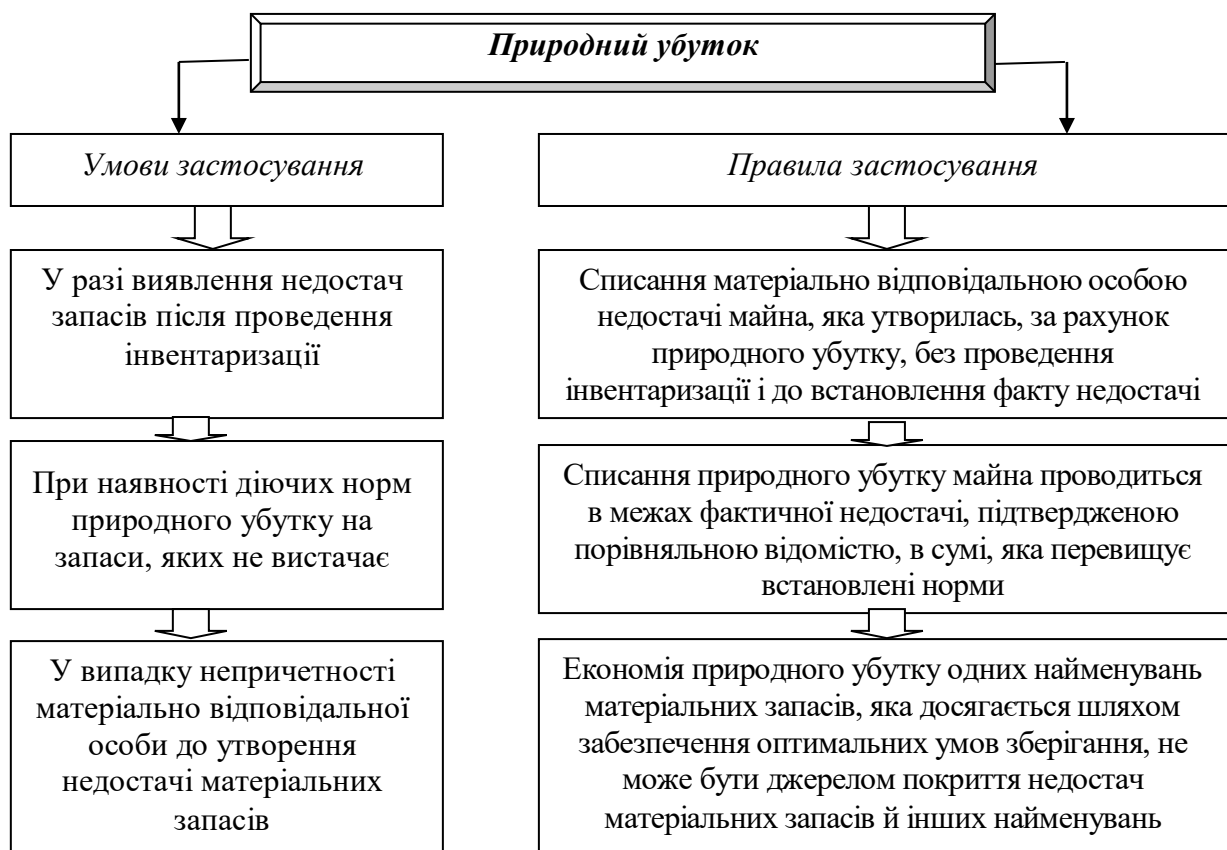 Природний убуток
Умови застосування
У разі виявлення недостач
запасів після проведення
інвентаризації
При наявності діючих норм
природного убутку на
запаси, яких не вистачає
У випадку непричетності
матеріально відповідальної
особи до утворення
недостачі матеріальних
запасів
Правила застосування
Списання матеріально відповідальною особою
недостачі майна, яка утворилась, за рахунок
природного убутку, без проведення
інвентаризації і до встановлення факту недостачі
Списання природного убутку майна проводиться
в межах фактичної недостачі, підтвердженою
порівняльною відомістю, в сумі, яка перевищує
встановлені норми
Економія природного убутку одних найменувань
матеріальних запасів, яка досягається шляхом
забезпечення оптимальних умов зберігання, не
може бути джерелом покриття недостач
матеріальних запасів й інших найменувань